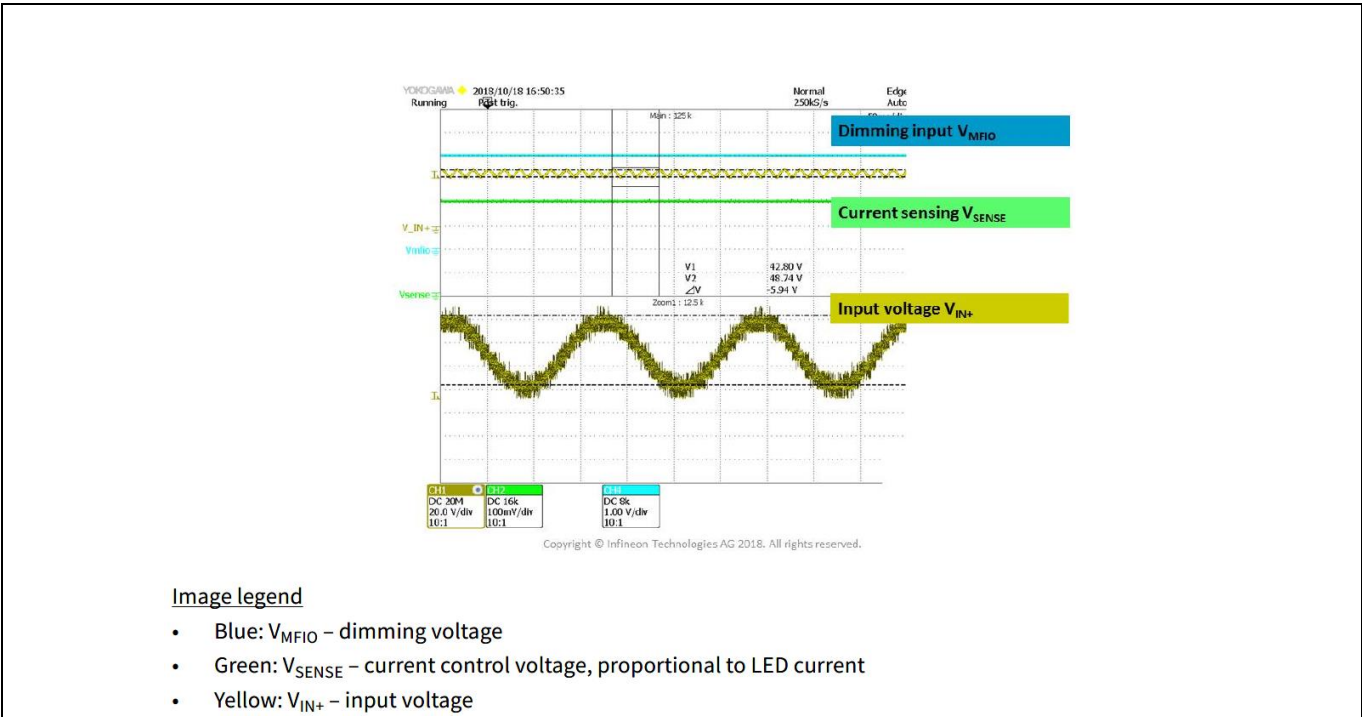 YOKOGAWA 2018/10/18 16:50:35 Normal Edge
Running Post trig. 250kS/s Auto
Main : 125 k
Dimming input VMFIO
Current sensing VSENSE
V_IN+
Vmfio
V1 42.80 V
V2 48.74 V
⊿V -5.94 V
Vsense
Zoom1 : 12.5 k
Input voltage VIN+
CH1 CH2 CH4
DC 20M DC 16k DC 8k
20.0 V/div 100mV/div 1.00 V/div
10:1 10:1 10:1
Copyright © Infineon Technologies AG 2018. All rights reserved.
Image legend
• Blue: VMFIO – dimming voltage
• Green: VSENSE – current control voltage, proportional to LED current
• Yellow: VIN+ – input voltage